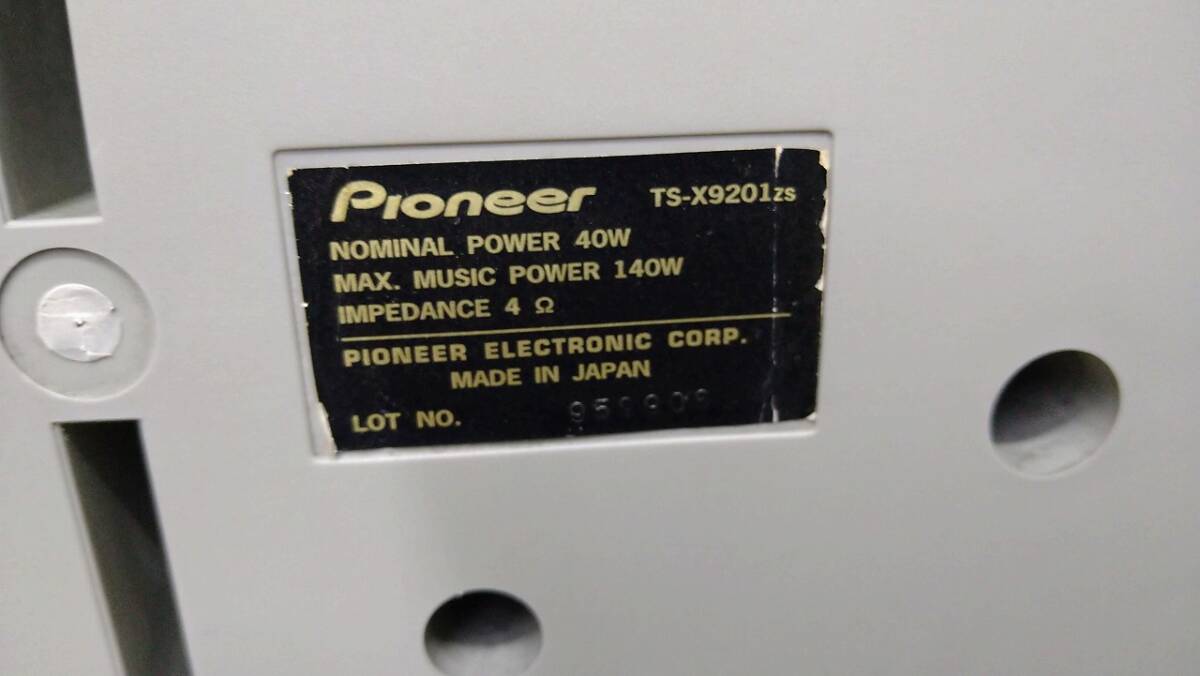 Pioneer TS-X9201zs
NOMINAL POWER 40W
MAX. MUSIC POWER 140W
IMPEDANCE 4 Ω
PIONEER ELECTRONIC CORP.
MADE IN JAPAN
LOT NO.